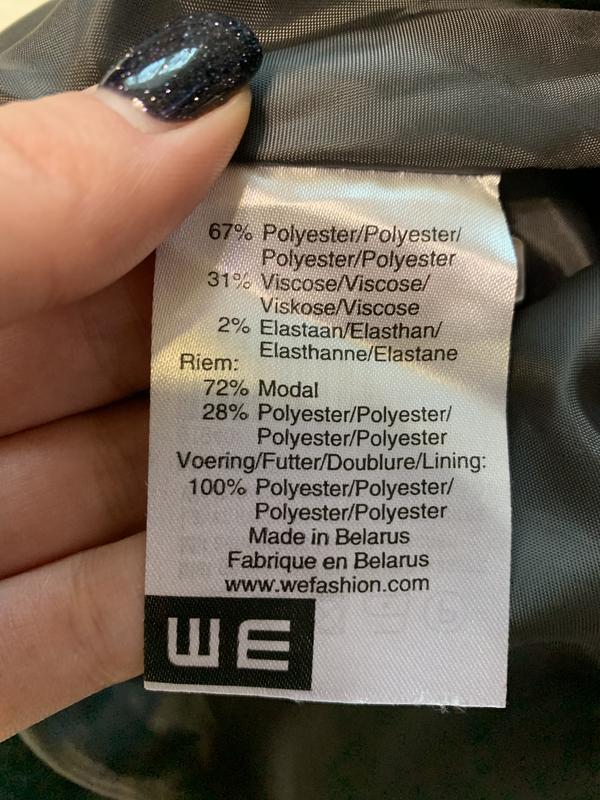 67% Polyester/Polyester/
Polyester/Polyester
31% Viscose/Viscose/
Viskose/Viscose
2% Elastaan/Elasthan/
Elasthanne/Elastane
Riem:
72% Modal
28% Polyester/Polyester/
Polyester/Polyester
Voering/Futter/Doublure/Lining:
100% Polyester/Polyester/
Polyester/Polyester
Made in Belarus
Fabrique en Belarus
www.wefashion.com
WE